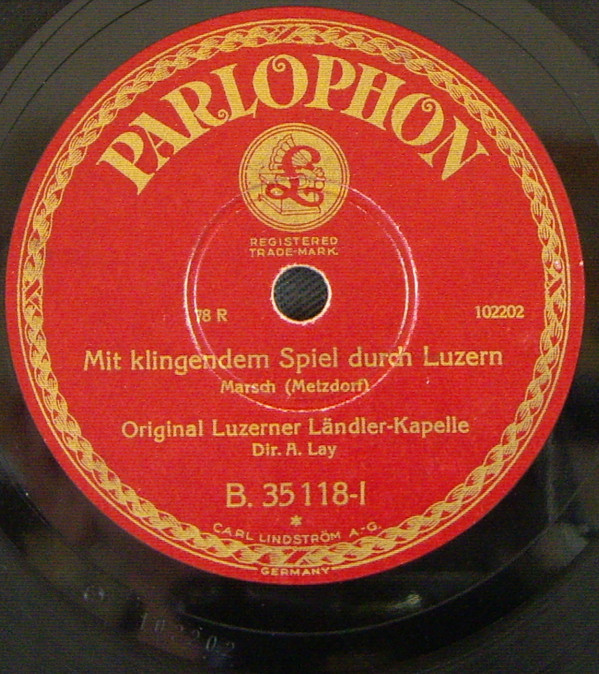 PARLOPHON
£
REGISTERED
TRADE-MARK.
78 R
102202
Mit klingendem Spiel durch Luzern
Marsch (Metzdorf)
Original Luzerner Ländler-Kapelle
Dir. A. Lay
B. 35118-I
*
CARL LINDSTRÖM A.-G.
GERMANY
102202